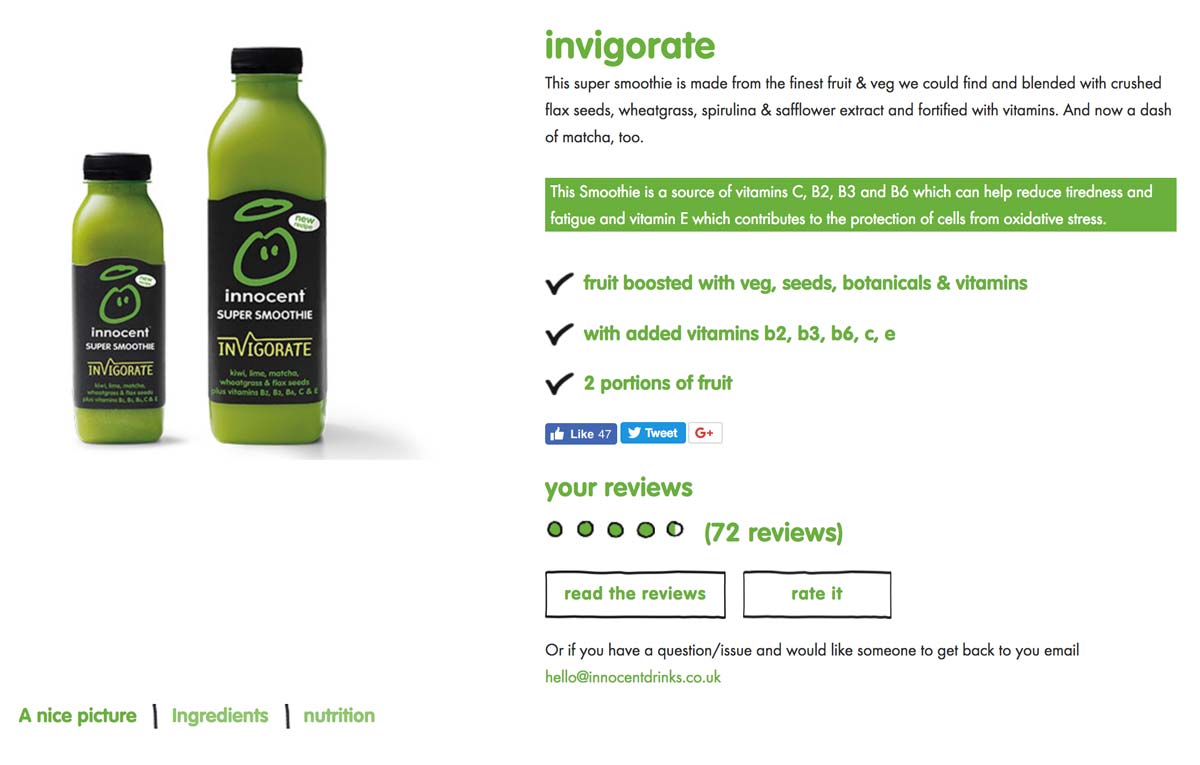 invigorate
This super smoothie is made from the finest fruit & veg we could find and blended with crushed
flax seeds, wheatgrass, spirulina & safflower extract and fortified with vitamins. And now a dash
of matcha, too.
This Smoothie is a source of vitamins C, B2, B3 and B6 which can help reduce tiredness and
fatigue and vitamin E which contributes to the protection of cells from oxidative stress.
fruit boosted with veg, seeds, botanicals & vitamins
with added vitamins b2, b3, b6, c, e
2 portions of fruit
Like 47
Tweet
G+
your reviews
(72 reviews)
read the reviews
rate it
Or if you have a question/issue and would like someone to get back to you email
hello@innocentdrinks.co.uk
new
recipe
innocent
SUPER SMOOTHIE
INVIGORATE
kiwi, lime, matcha,
wheatgrass & flax seeds
plus vitamins B2, B3, B6, C & E
new
recipe
innocent
SUPER SMOOTHIE
INVIGORATE
kiwi, lime, matcha,
wheatgrass & flax seeds
plus vitamins B2, B3, B6, C & E
A nice picture
Ingredients
nutrition